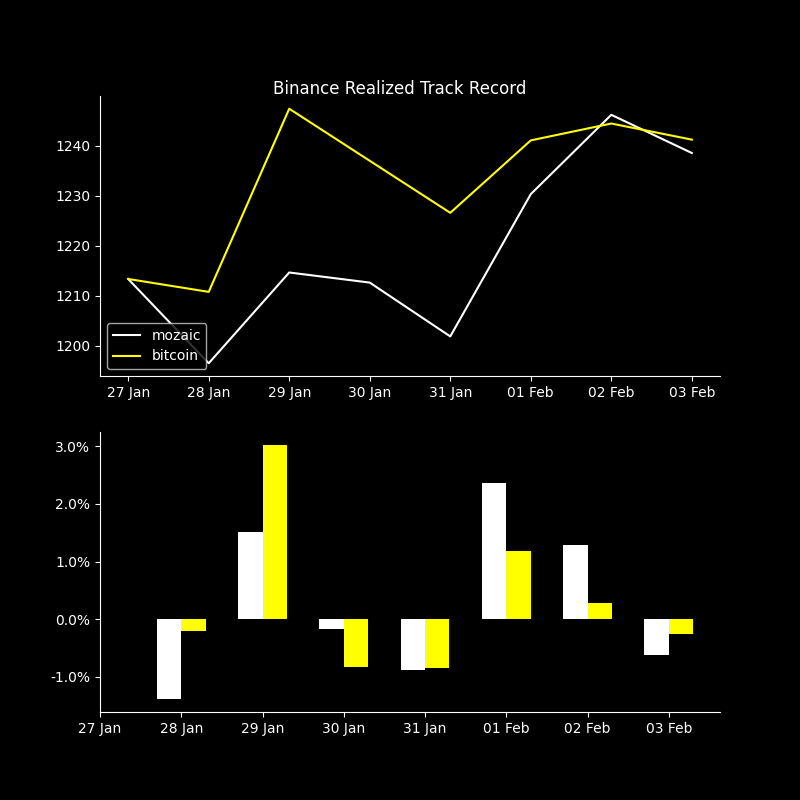 Binance Realized Track Record
1240
1230
1220
1210
1200
mozaic
bitcoin
27 Jan 28 Jan 29 Jan 30 Jan 31 Jan 01 Feb 02 Feb 03 Feb
3.0%
2.0%
1.0%
0.0%
-1.0%
27 Jan 28 Jan 29 Jan 30 Jan 31 Jan 01 Feb 02 Feb 03 Feb